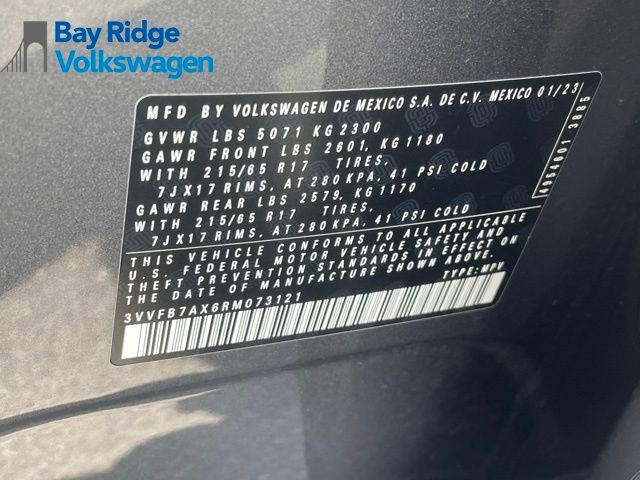 Bay Ridge
Volkswagen
MFD BY VOLKSWAGEN DE MEXICO S.A. DE C.V. MEXICO 01/23
GVWR LBS 5071 KG2300
GAWR FRONT LBS 2601, KG1180
WITH 215/65 R17 TIRES,
7JX17 RIMS, AT 280 KPA, 41 PSI COLD
GAWR REAR LBS 2579, KG 1170
WITH 215/65 R17 TIRES,
7JX17 RIMS, AT 280 KPA, 41 PSI COLD
THIS VEHICLE CONFORMS TO ALL APPLICABLE
U.S. FEDERAL MOTOR VEHICLE SAFETY AND
THEFT PREVENTION STANDARDS IN EFFECT ON
THE DATE OF MANUFACTURE SHOWN ABOVE.
TYPE: MPV
3VVFB7AX6RM073121